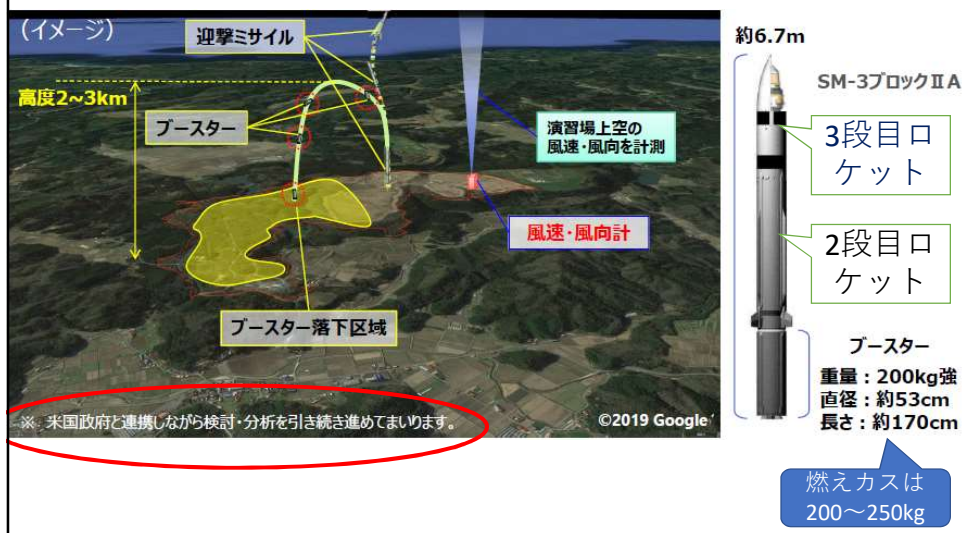 (イメージ)
迎撃ミサイル
高度2~3km
ブースター
演習場上空の
風速・風向を計測
風速・風向計
ブースター落下区域
※ 米国政府と連携しながら検討・分析を引き続き進めてまいります。
©2019 Google
約6.7m
SM-3ブロックⅡA
3段目ロ
ケット
2段目ロ
ケット
ブースター
重量:200kg強
直径:約53cm
長さ:約170cm
燃えカスは
200～250kg